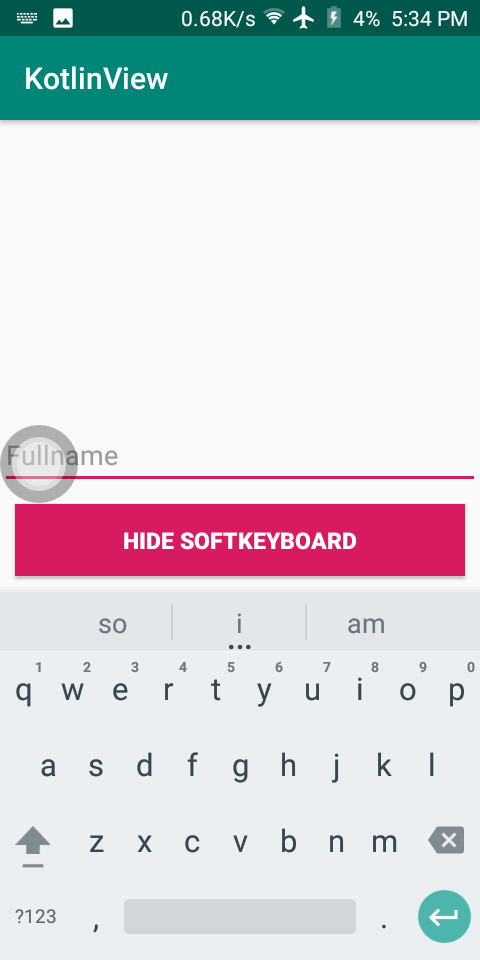 0.68K/s 4% 5:34 PM
KotlinView
Fullname
HIDE SOFTKEYBOARD
so i am
1 2 3 4 5 6 7 8 9 0
q w e r t y u i o p
a s d f g h j k l
z x c v b n m
?123 , .